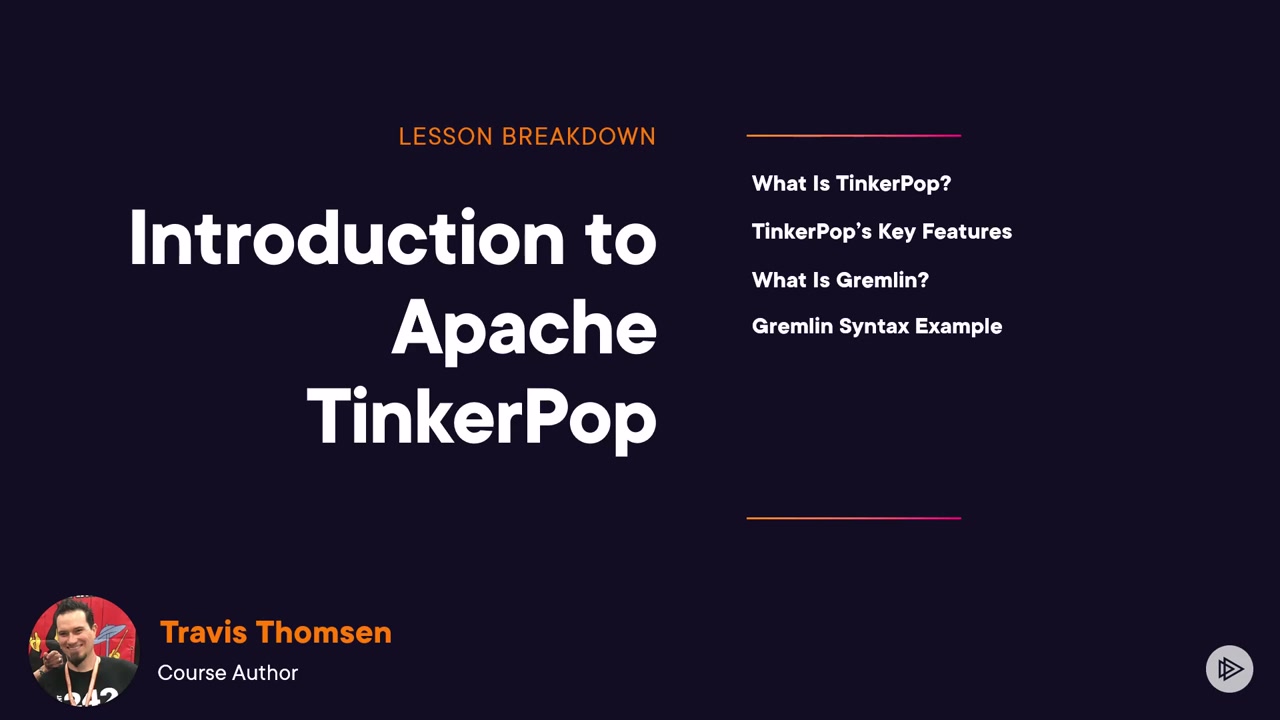 LESSON BREAKDOWN
Introduction to
Apache
TinkerPop
What Is TinkerPop?
TinkerPop’s Key Features
What Is Gremlin?
Gremlin Syntax Example
Travis Thomsen
Course Author
242